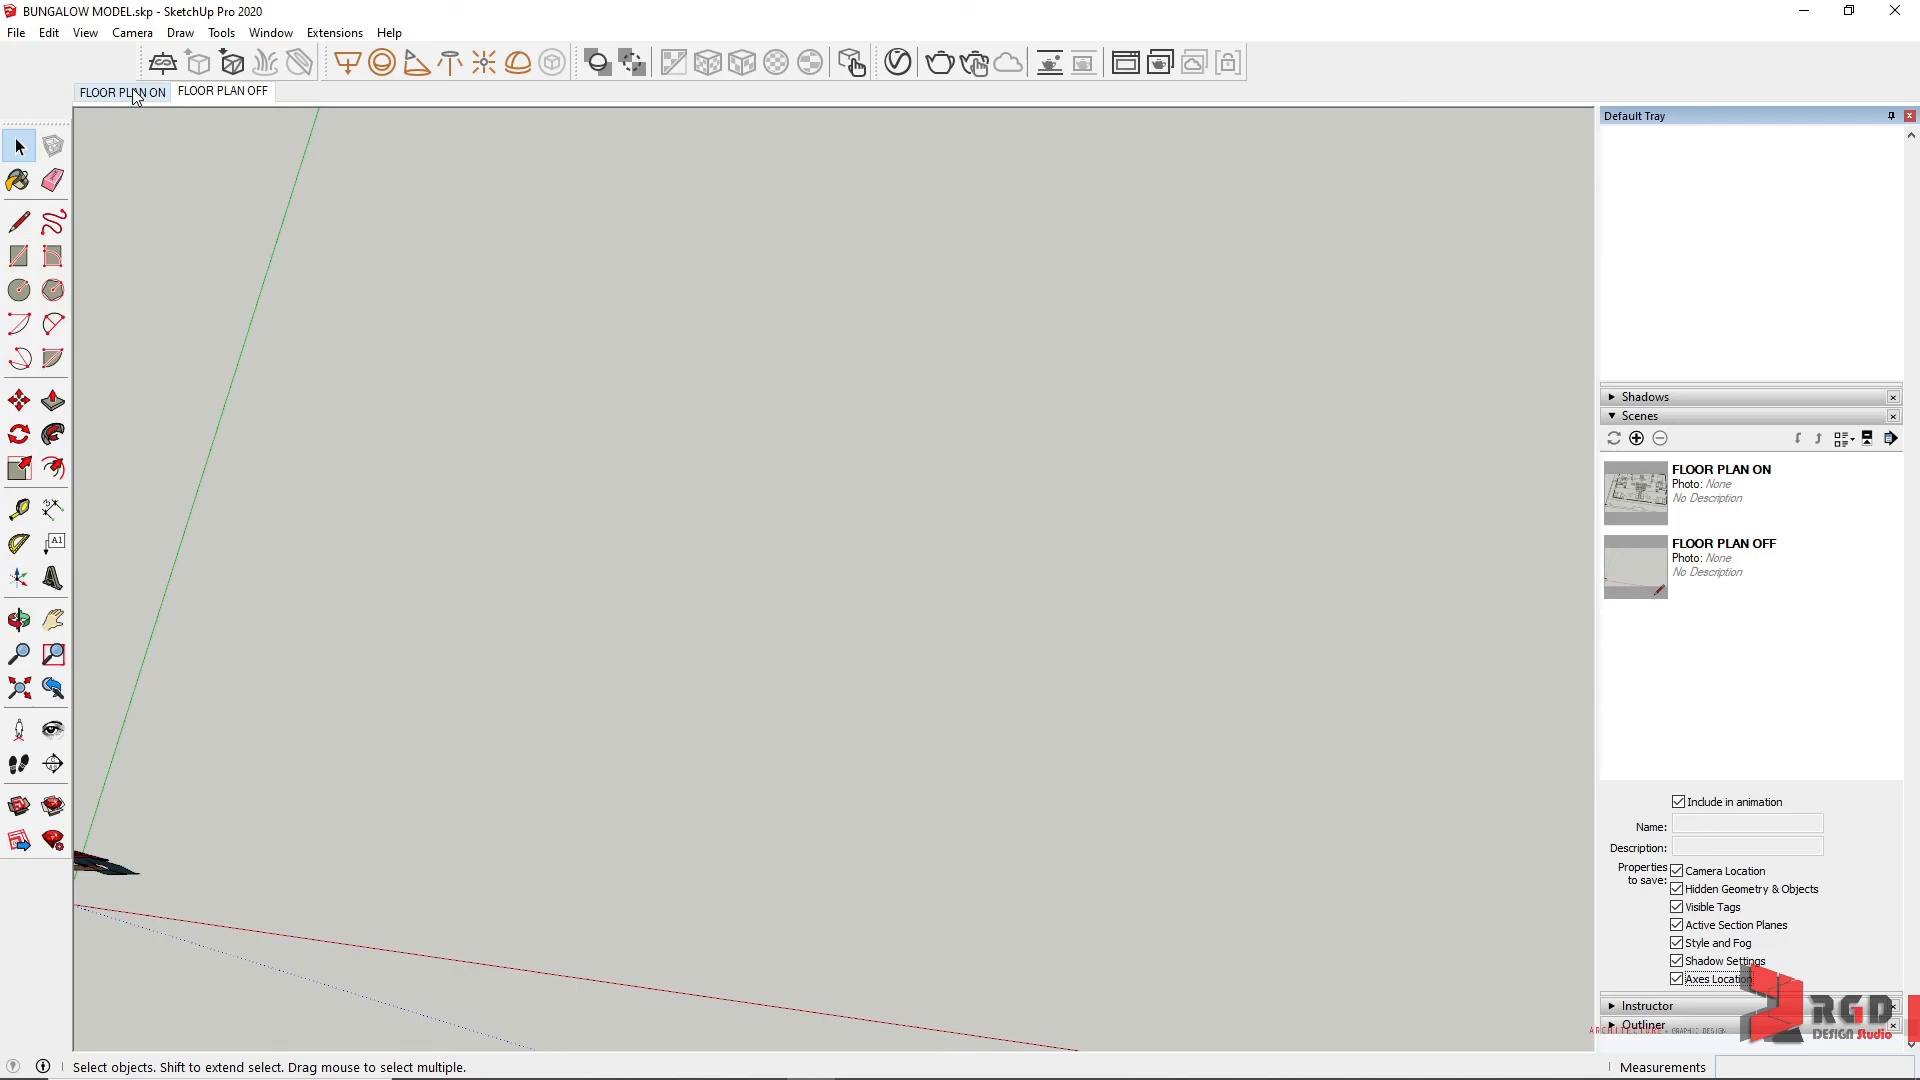 BUNGALOW MODEL.skp - SketchUp Pro 2020
File Edit View Camera Draw Tools Window Extensions Help
FLOOR PLAN ON FLOOR PLAN OFF
Default Tray
Shadows
Scenes
FLOOR PLAN ON
Photo: None
No Description
FLOOR PLAN OFF
Photo: None
No Description
A1
Include in animation
Name:
Description:
Properties to save:
Camera Location
Hidden Geometry & Objects
Visible Tags
Active Section Planes
Style and Fog
Shadow Settings
Axes Location
Instructor
Outliner
RGD
DESIGN Studio
Select objects. Shift to extend select. Drag mouse to select multiple.
Measurements